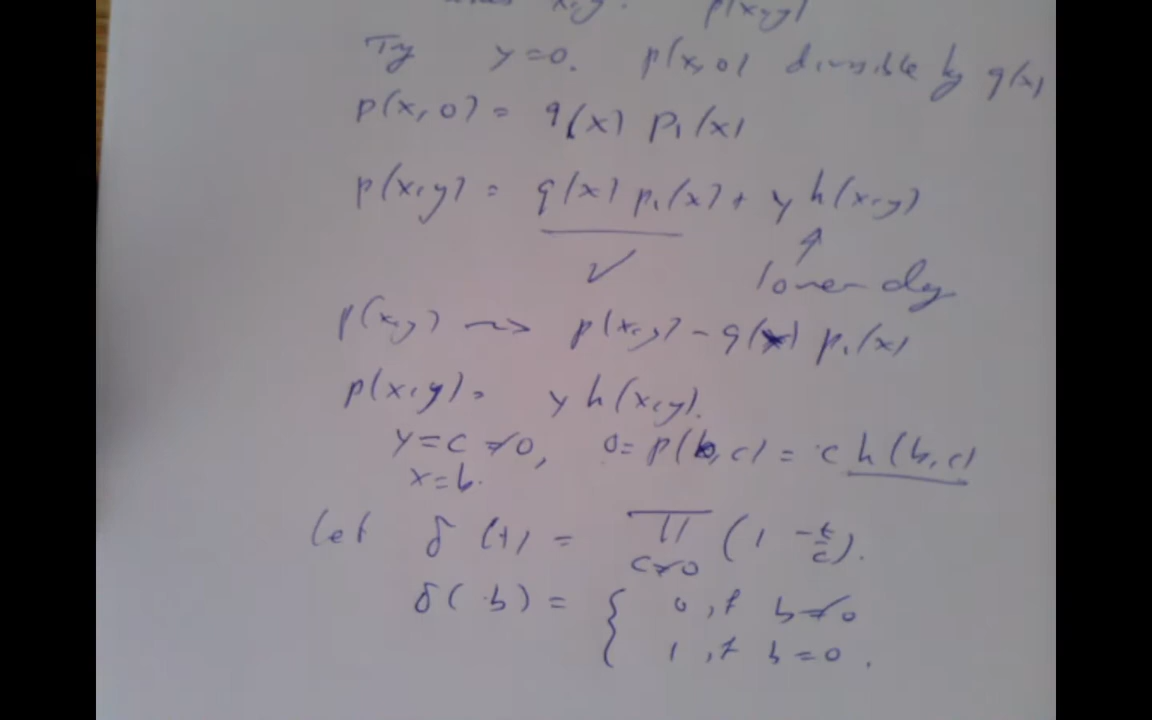 x,y. p(x,y)
Try y=0. p(x,0) divisible by q(x)
p(x,0) = q(x) p₁(x)
p(x,y) = q(x) p₁(x) + y h(x,y)
✓ lower deg
p(x,y) ⇝ p(x,y) - q(x) p₁(x)
p(x,y) = y h(x,y).
y=c≠0, 0=p(b,c) = c h(b,c)
x=b.
Let δ(t) = ∏ (1 - t/c).
c≠0
δ(b) = { 0 if b≠0
1 if b=0.